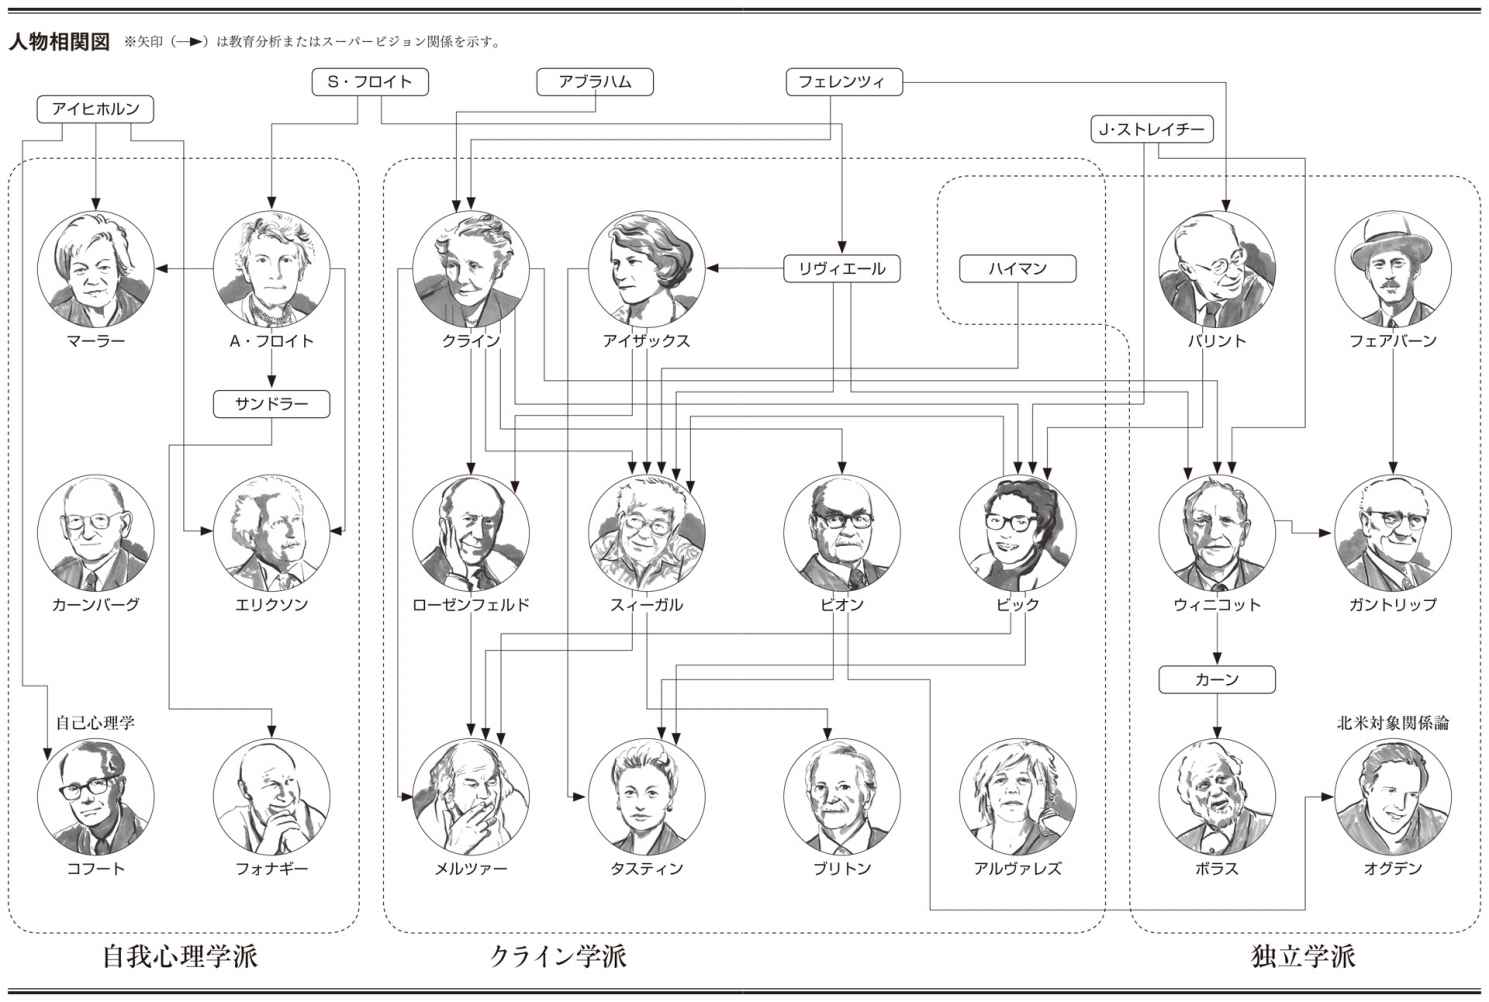 人物相関図 ※矢印（─▶）は教育分析またはスーパービジョン関係を示す。
S・フロイト
アブラハム
フェレンツィ
アイヒホルン
J・ストレイチー
リヴィエール
ハイマン
マーラー
A・フロイト
クライン
アイザックス
バリント
フェアバーン
サンドラー
カーンバーグ
エリクソン
ローゼンフェルド
スィーガル
ビオン
ビック
ウィニコット
ガントリップ
カーン
自己心理学
北米対象関係論
コフート
フォナギー
メルツァー
タスティン
ブリトン
アルヴァレズ
ボラス
オグデン
自我心理学派
クライン学派
独立学派